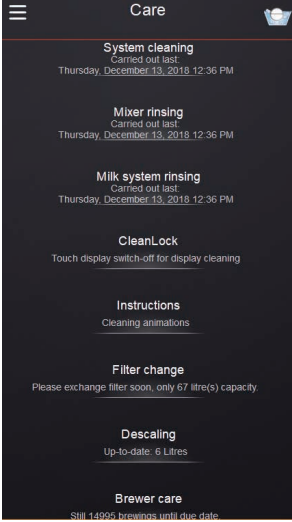 Care
System cleaning
Carried out last:
Thursday, December 13, 2018 12:36 PM
Mixer rinsing
Carried out last:
Thursday, December 13, 2018 12:36 PM
Milk system rinsing
Carried out last:
Thursday, December 13, 2018 12:36 PM
CleanLock
Touch display switch-off for display cleaning
Instructions
Cleaning animations
Filter change
Please exchange filter soon, only 67 litre(s) capacity.
Descaling
Up-to-date: 6 Litres
Brewer care
Still 14995 brewings until due date.